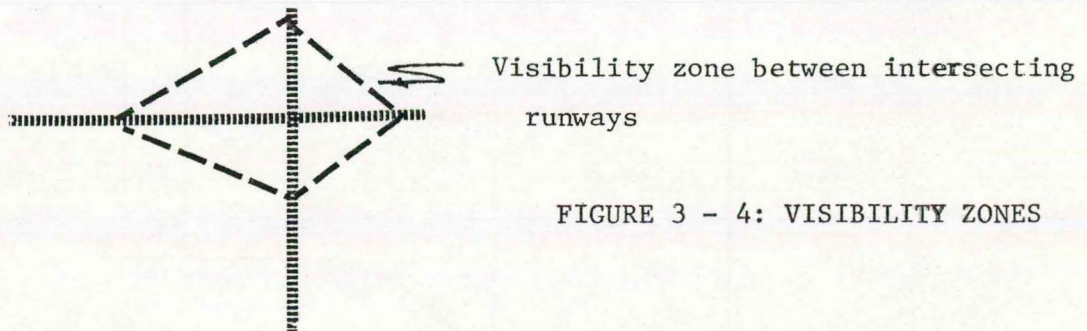 Visibility zone between intersecting
runways
FIGURE 3 - 4: VISIBILITY ZONES